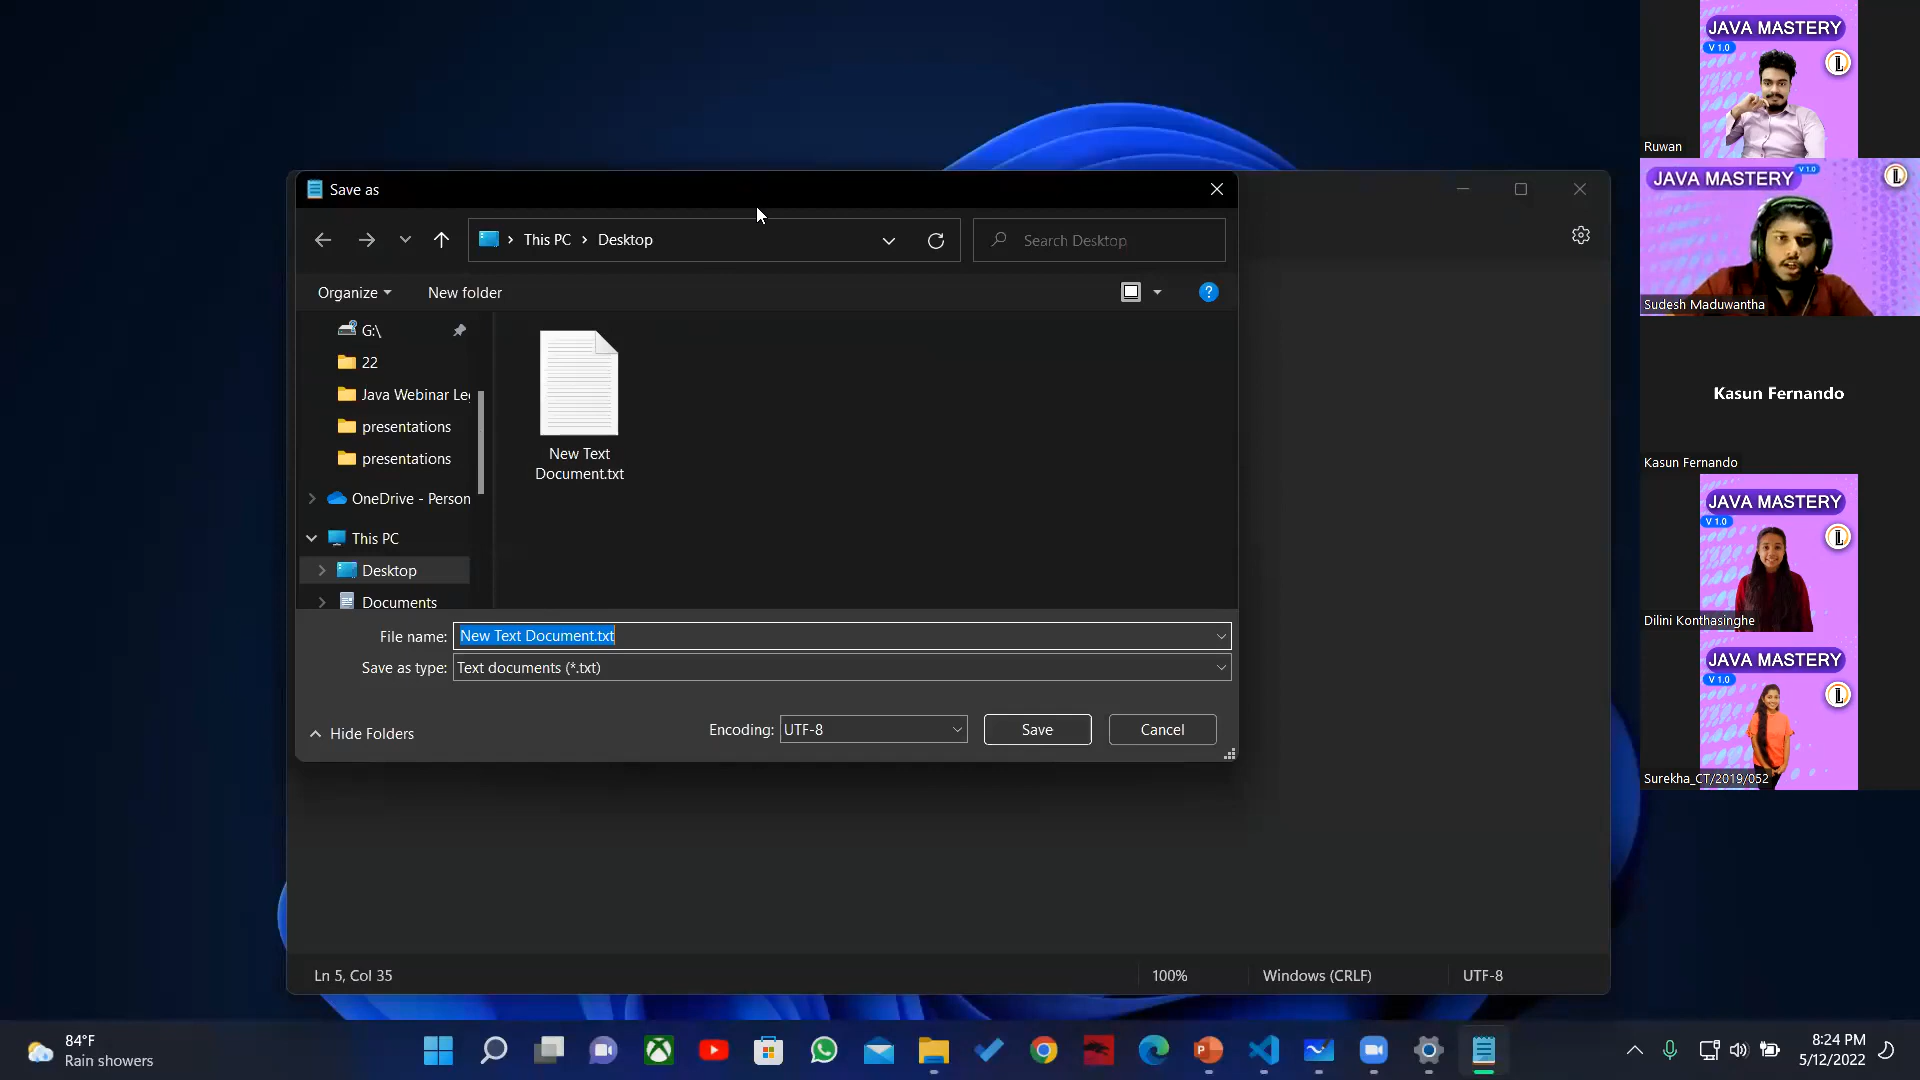 Save as
This PC
Desktop
Search Desktop
Organize
New folder
G:\
22
Java Webinar Le
presentations
presentations
OneDrive - Person
This PC
Desktop
Documents
New Text
Document.txt
File name:
New Text Document.txt
Save as type:
Text documents (*.txt)
Hide Folders
Encoding:
UTF-8
Save
Cancel
Ln 5, Col 35
100%
Windows (CRLF)
UTF-8
JAVA MASTERY
V 1.0
Ruwan
JAVA MASTERY
V 1.0
Sudesh Maduwantha
Kasun Fernando
Kasun Fernando
JAVA MASTERY
V 1.0
Dilini Konthasinghe
JAVA MASTERY
V 1.0
Surekha_CT/2019/052
84°F
Rain showers
8:24 PM
5/12/2022